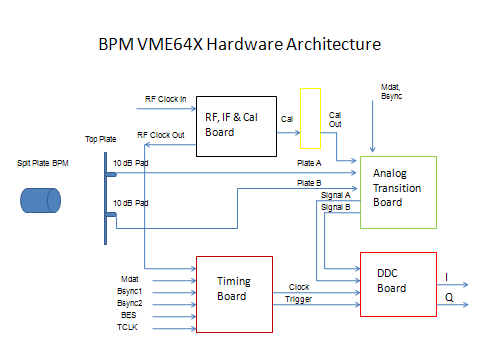 BPM VME64X Hardware Architecture
Mdat,
Bsync
RF Clock In
RF, IF & Cal
Board
Cal
Cal
Out
Top Plate
RF Clock Out
Split Plate BPM
10 dB Pad
Plate A
Plate B
Analog
Transition
Board
Signal A
Signal B
10 dB Pad
Mdat
Bsync1
Bsync2
BES
TCLK
Timing
Board
Clock
Trigger
DDC
Board
I
Q